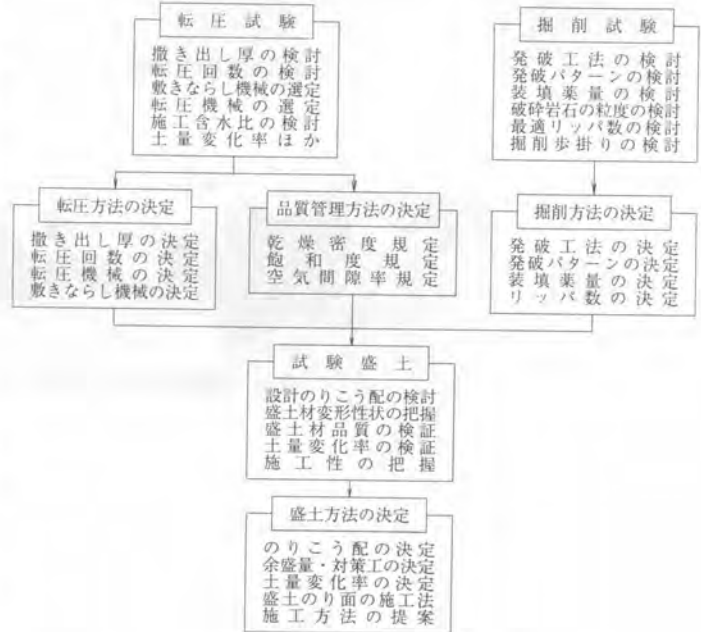 転圧試験
撒き出し厚の検討
転圧回数の検討
敷きならし機械の選定
転圧機械の選定
施工含水比の検討
土量変化率ほか
掘削試験
発破工法の検討
発破パターンの検討
装填薬量の検討
破砕岩石の粒度の検討
最適リッパ数の検討
掘削歩掛りの検討
転圧方法の決定
撒き出し厚の決定
転圧回数の決定
転圧機械の決定
敷きならし機械の決定
品質管理方法の決定
乾燥密度規定
飽和度規定
空気間隙率規定
掘削方法の決定
発破工法の決定
発破パターンの決定
装填薬量の決定
リッパ数の決定
試験盛土
設計のりこう配の検討
盛土材変形性状の把握
盛土材品質の検証
土量変化率の検証
施工性の把握
盛土方法の決定
のりこう配の決定
余盛量・対策工の決定
土量変化率の決定
盛土のり面の施工法
施工方法の提案